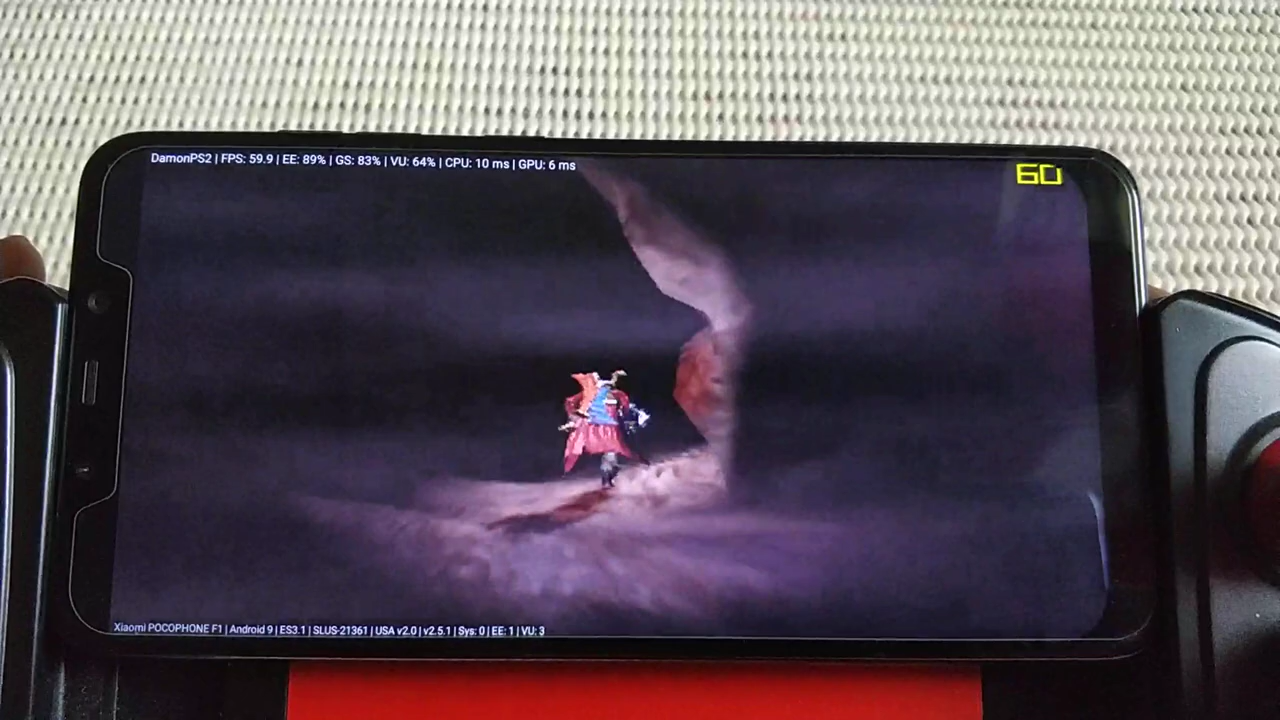 DamonPS2 | FPS: 59.9 | EE: 89% | GS: 83% | VU: 64% | CPU: 10 ms | GPU: 6 ms
60
Xiaomi POCOPHONE F1 | Android 9 | ES3.1 | SLUS-21361 | USA v2.0 | v2.5.1 | Sys: 0 | EE: 1 | VU: 3